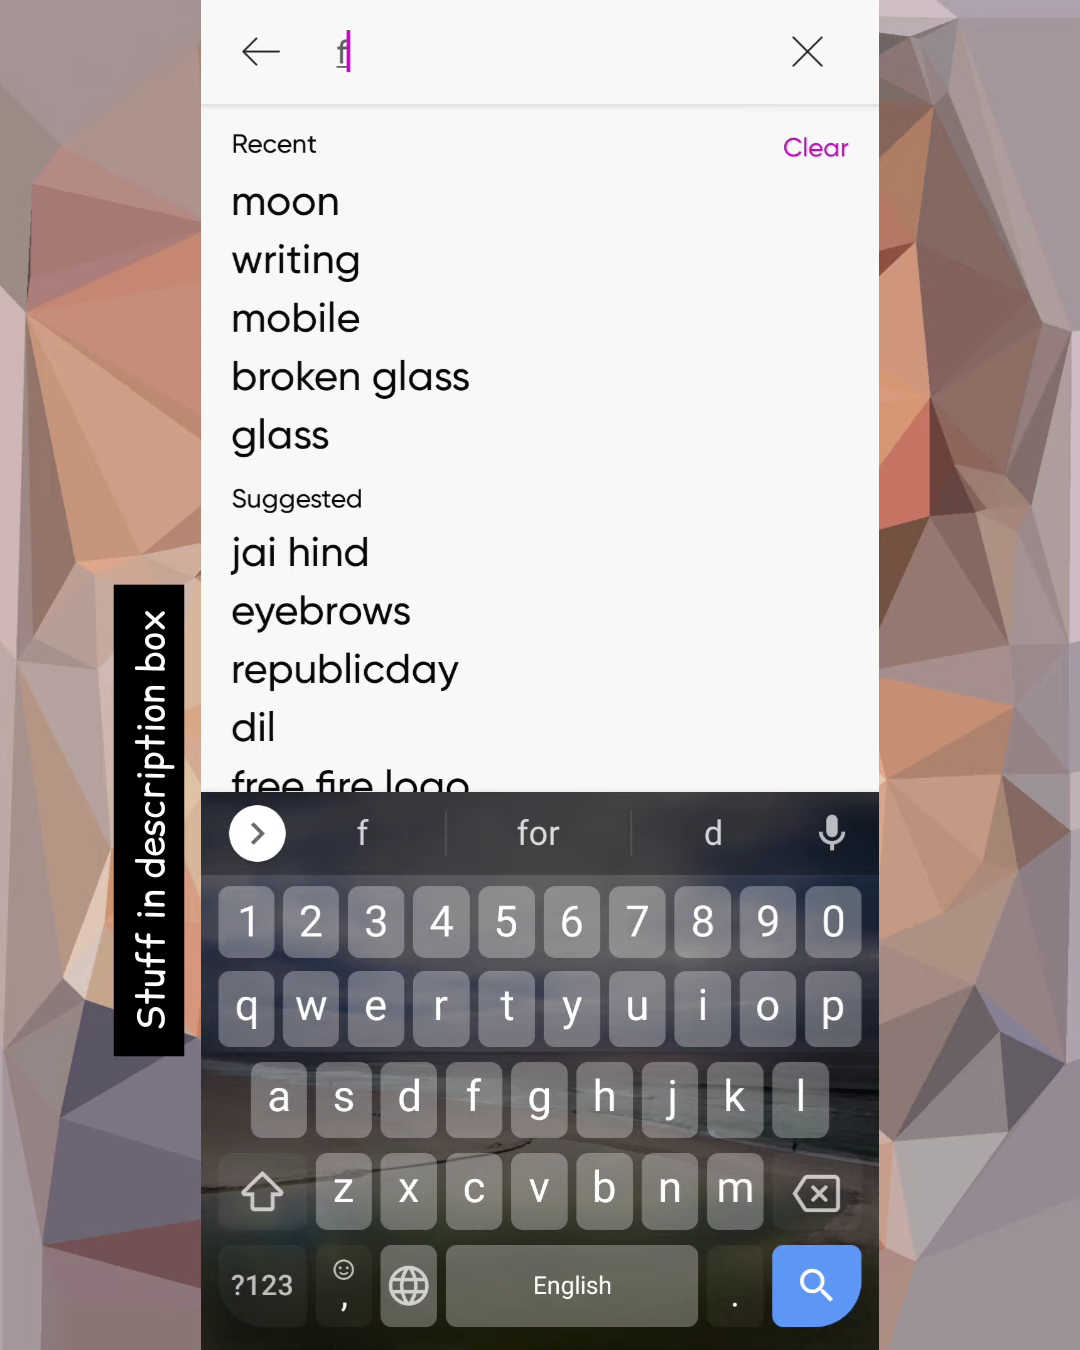 f
Recent
Clear
moon
writing
mobile
broken glass
glass
Suggested
jai hind
eyebrows
republicday
dil
free fire logo
Stuff in description box
f for d
1 2 3 4 5 6 7 8 9 0
q w e r t y u i o p
a s d f g h j k l
z x c v b n m
?123 , English .